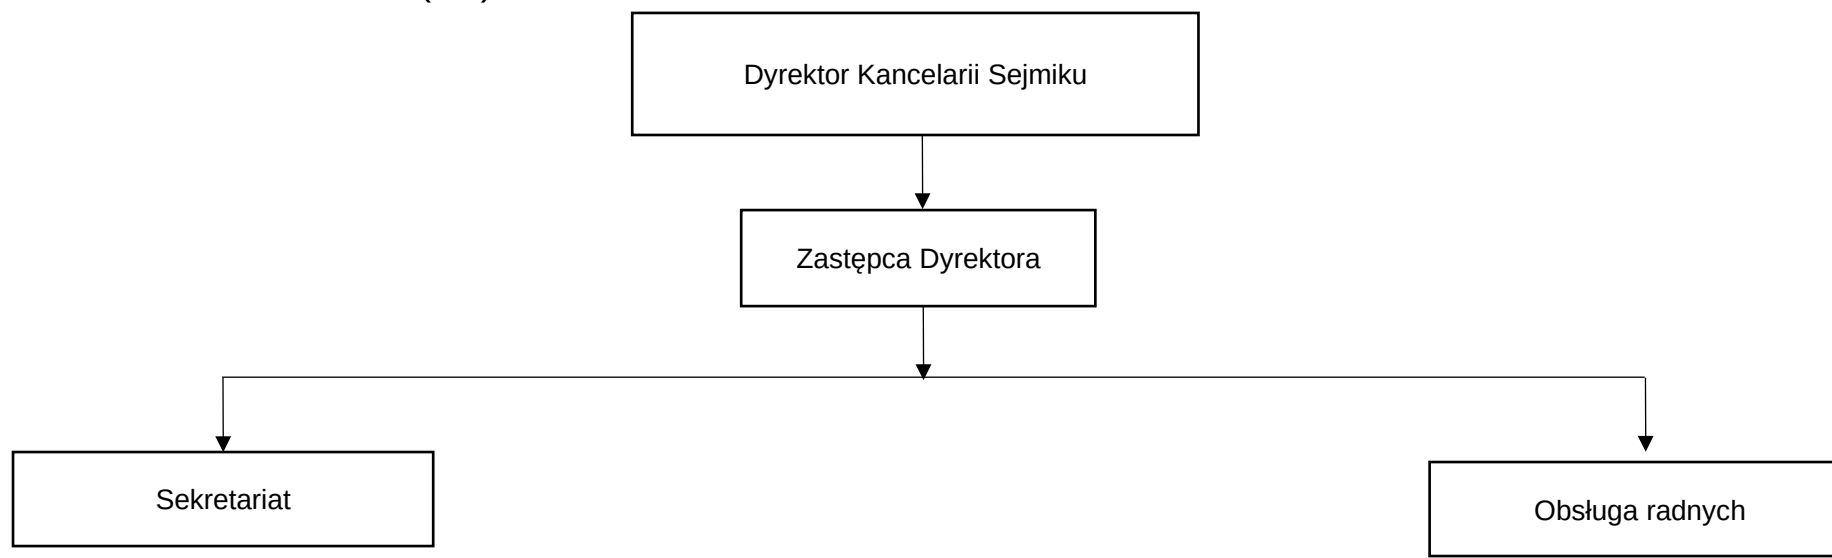 Dyrektor Kancelarii Sejmiku
Zastępca Dyrektora
Sekretariat
Obsługa radnych